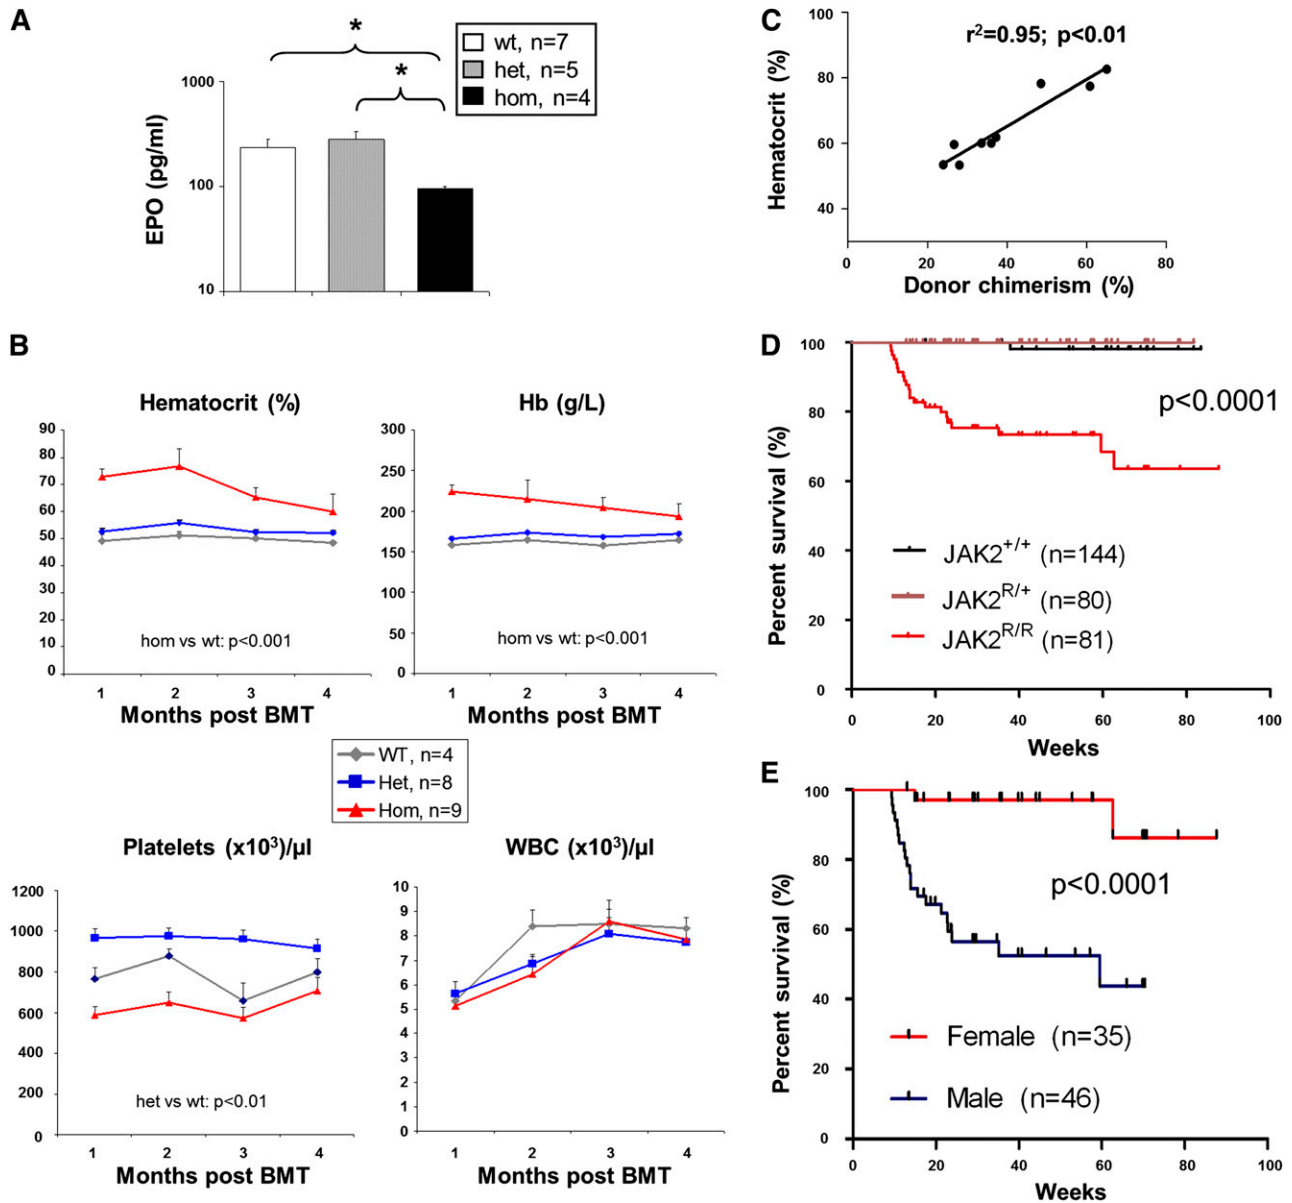 A
*
*
wt, n=7
het, n=5
hom, n=4
EPO (pg/ml)
1000
100
10
B
Hematocrit (%)
90
80
70
60
50
40
30
20
10
0
hom vs wt: p<0.001
1 2 3 4
Months post BMT
Hb (g/L)
300
250
200
150
100
50
0
hom vs wt: p<0.001
1 2 3 4
Months post BMT
WT, n=4
Het, n=8
Hom, n=9
Platelets (x10³)/µl
1200
1000
800
600
400
200
0
het vs wt: p<0.01
1 2 3 4
Months post BMT
WBC (x10³)/µl
10
9
8
7
6
5
4
3
2
1
0
1 2 3 4
Months post BMT
C
r²=0.95; p<0.01
Hematocrit (%)
100
80
60
40
0 20 40 60 80
Donor chimerism (%)
D
Percent survival (%)
100
80
60
40
20
0
p<0.0001
JAK2+/+ (n=144)
JAK2R/+ (n=80)
JAK2R/R (n=81)
0 20 40 60 80 100
Weeks
E
Percent survival (%)
100
80
60
40
20
0
p<0.0001
Female (n=35)
Male (n=46)
0 20 40 60 80 100
Weeks